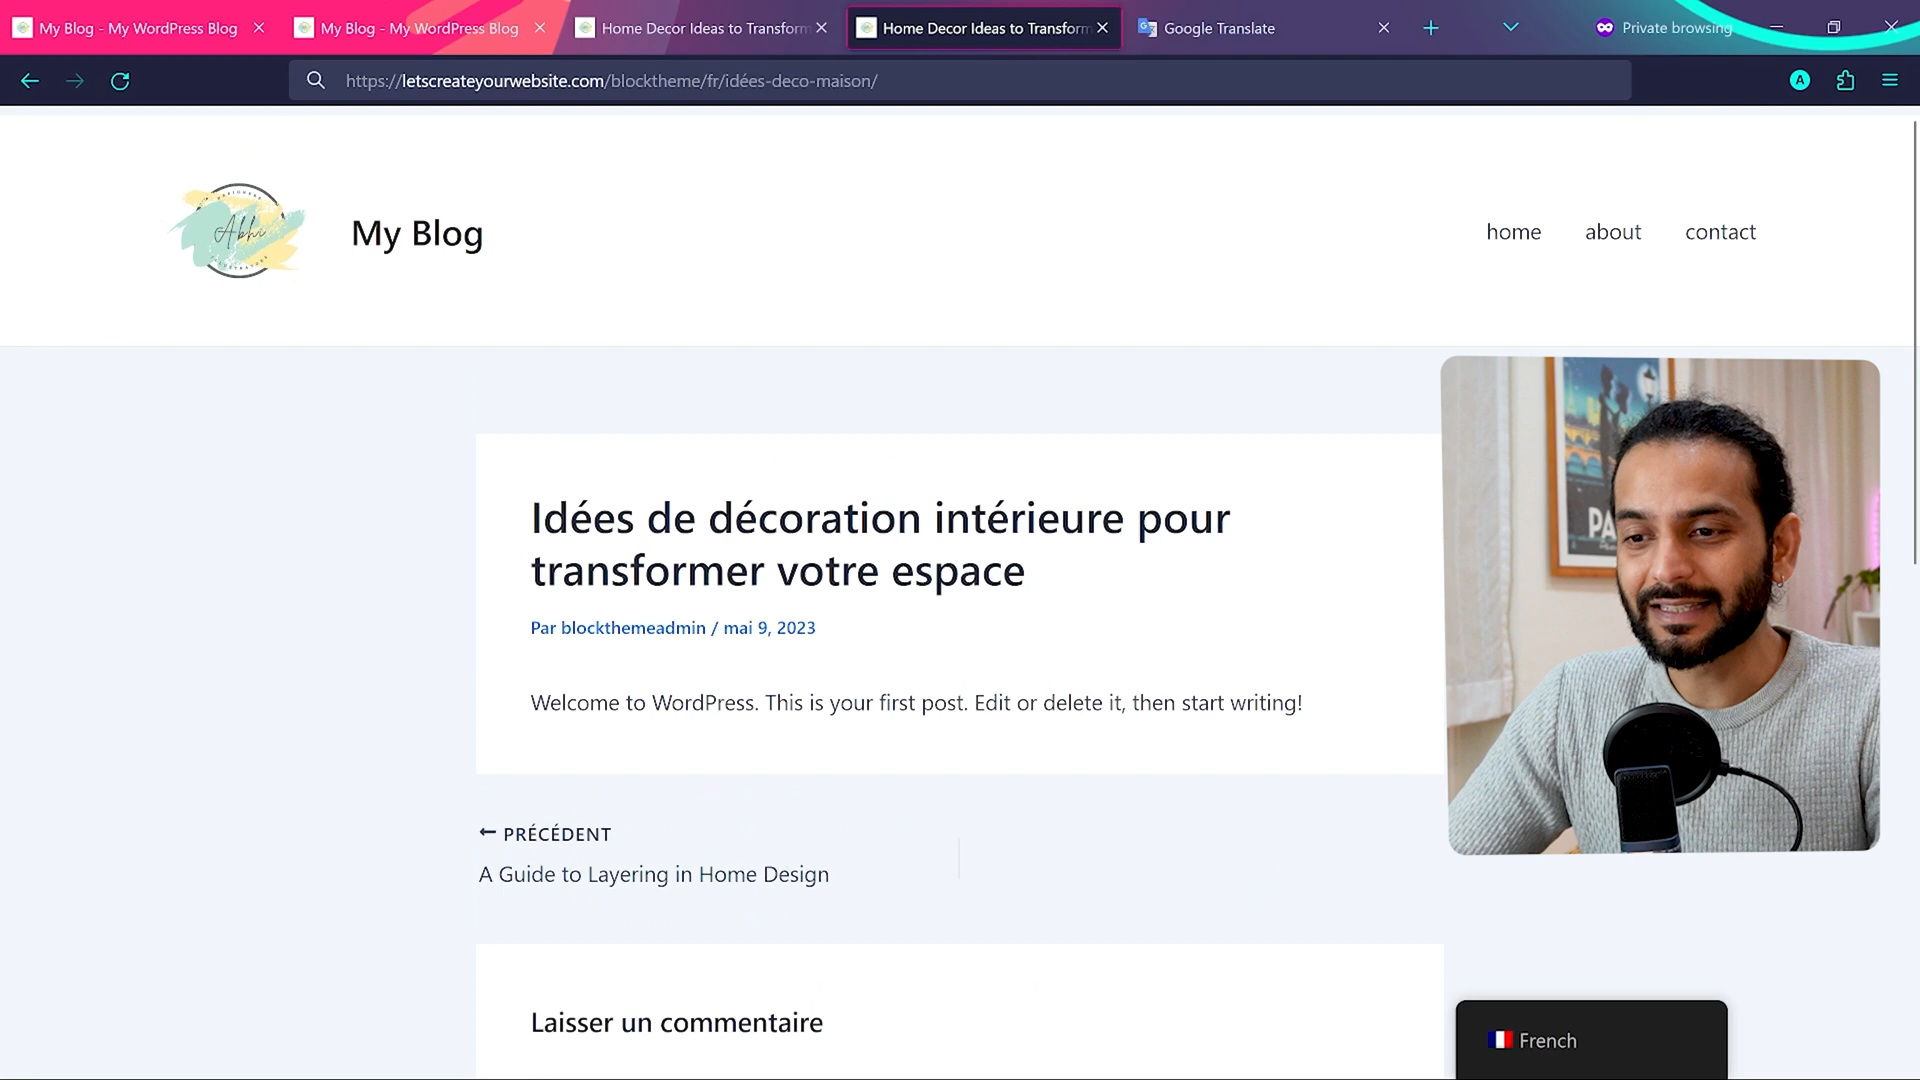 My Blog - My WordPress Blog
My Blog - My WordPress Blog
Home Decor Ideas to Transform
Home Decor Ideas to Transform
Google Translate
Private browsing
https://letscreateyourwebsite.com/blocktheme/fr/idées-deco-maison/
A
Abhi
My Blog
home
about
contact
PA
Idées de décoration intérieure pour
transformer votre espace
Par blockthemeadmin / mai 9, 2023
Welcome to WordPress. This is your first post. Edit or delete it, then start writing!
← PRÉCÉDENT
A Guide to Layering in Home Design
Laisser un commentaire
French